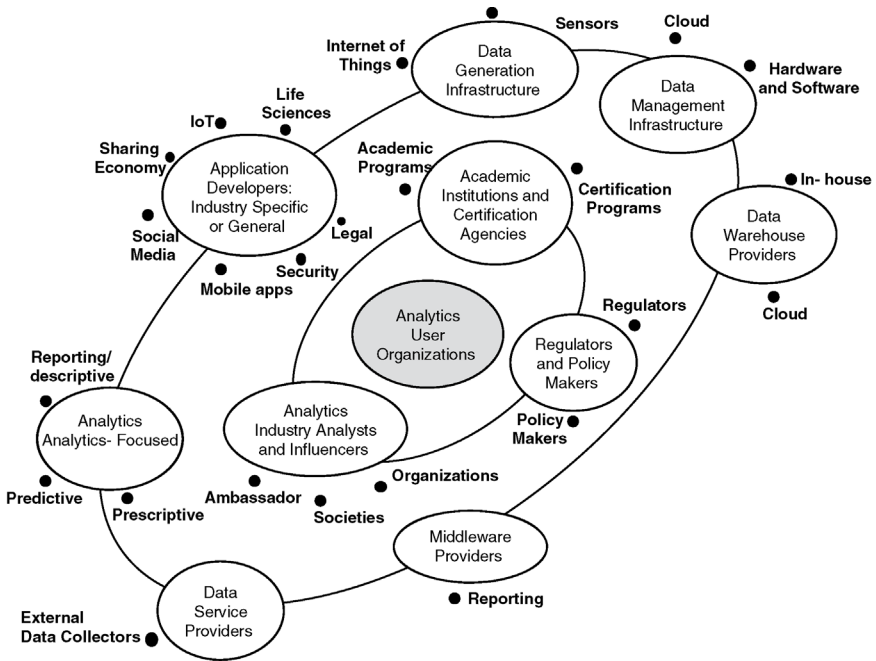 Sensors
Internet of
Things
Data
Generation
Infrastructure
Cloud
Data
Management
Infrastructure
Hardware
and Software
Life
Sciences
IoT
Sharing
Economy
Application
Developers:
Industry Specific
or General
Social
Media
Mobile apps
Security
Legal
Academic
Programs
Academic
Institutions and
Certification
Agencies
Certification
Programs
In- house
Data
Warehouse
Providers
Cloud
Analytics
User
Organizations
Regulators
Regulators
and Policy
Makers
Policy
Makers
Reporting/
descriptive
Analytics
Analytics- Focused
Predictive
Prescriptive
Analytics
Industry Analysts
and Influencers
Ambassador
Societies
Organizations
Middleware
Providers
Reporting
Data
Service
Providers
External
Data Collectors